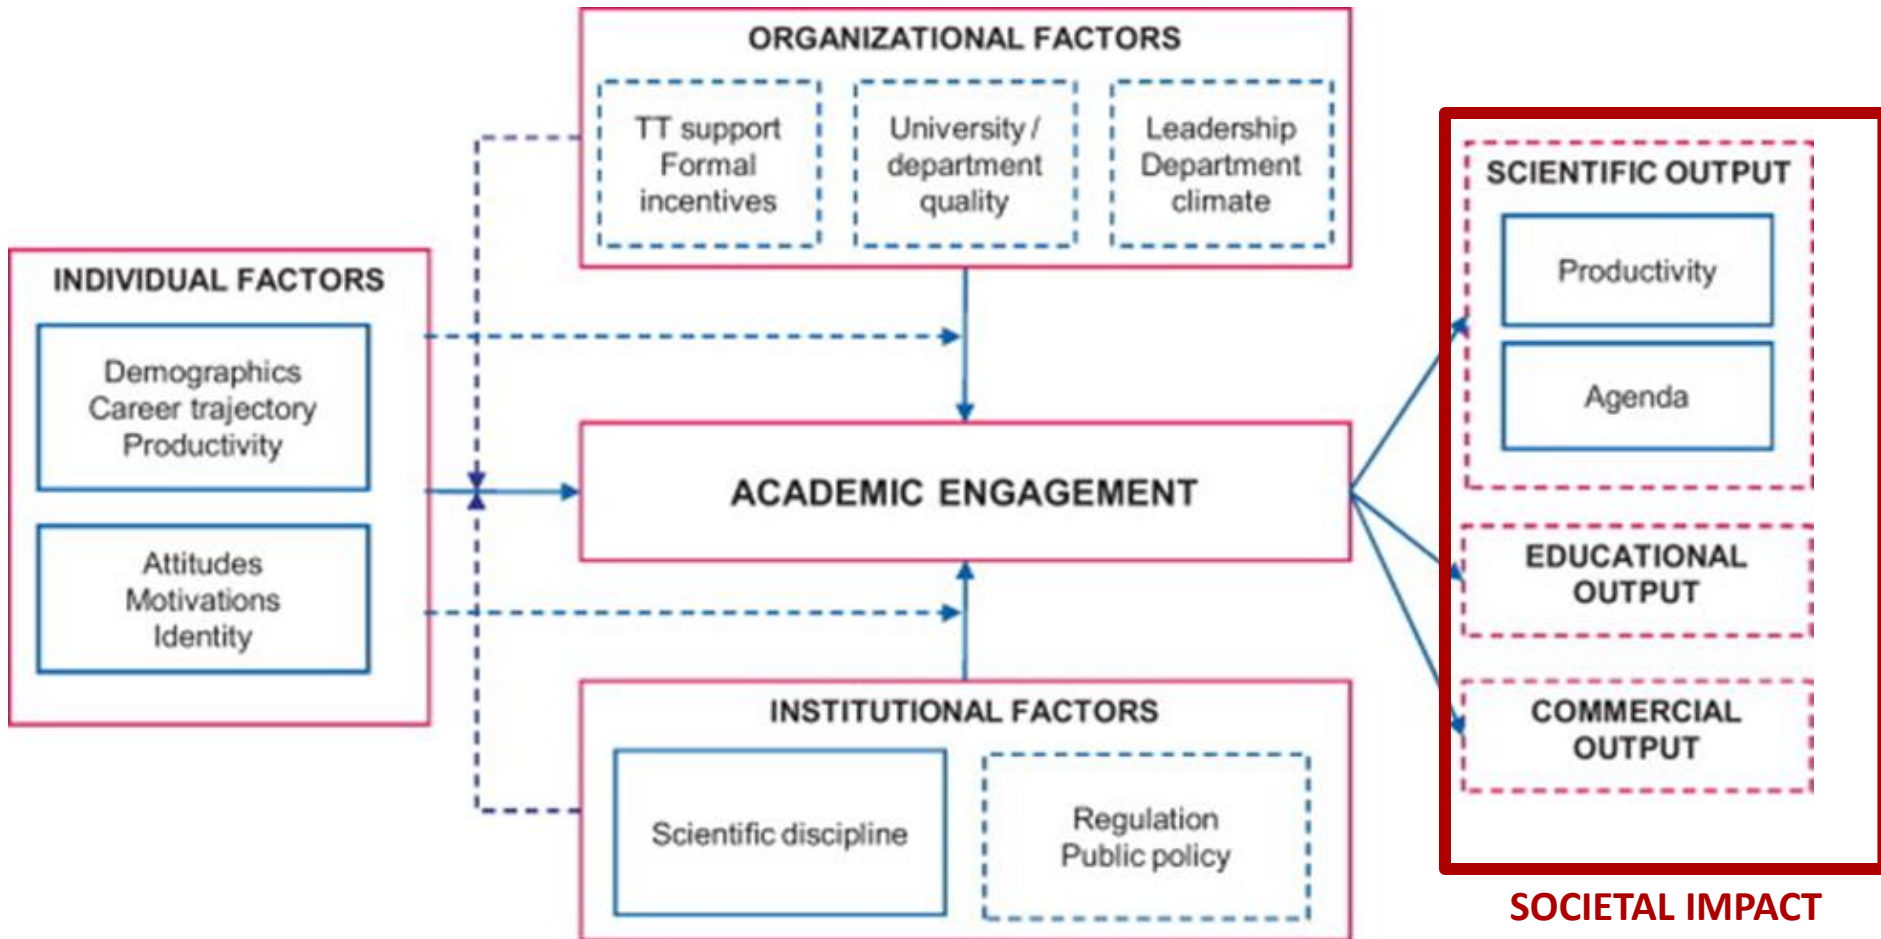 ORGANIZATIONAL FACTORS
TT support
Formal
incentives
University /
department
quality
Leadership
Department
climate
INDIVIDUAL FACTORS
Demographics
Career trajectory
Productivity
Attitudes
Motivations
Identity
ACADEMIC ENGAGEMENT
INSTITUTIONAL FACTORS
Scientific discipline
Regulation
Public policy
SCIENTIFIC OUTPUT
Productivity
Agenda
EDUCATIONAL
OUTPUT
COMMERCIAL
OUTPUT
SOCIETAL IMPACT